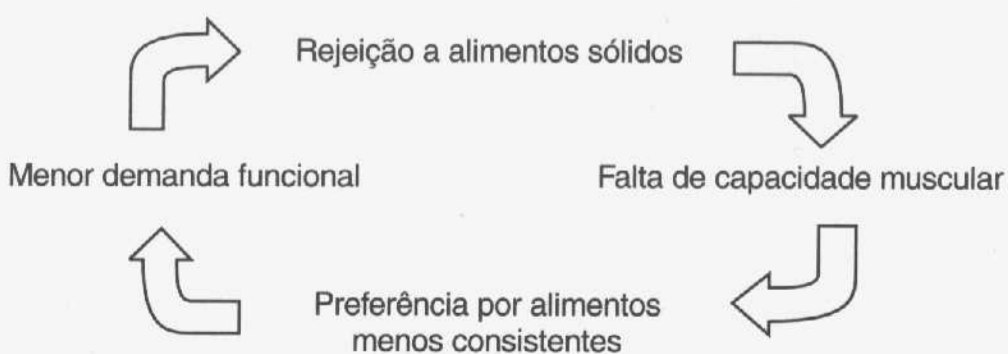 Rejeição a alimentos sólidos
Menor demanda funcional
Falta de capacidade muscular
Preferência por alimentos
menos consistentes